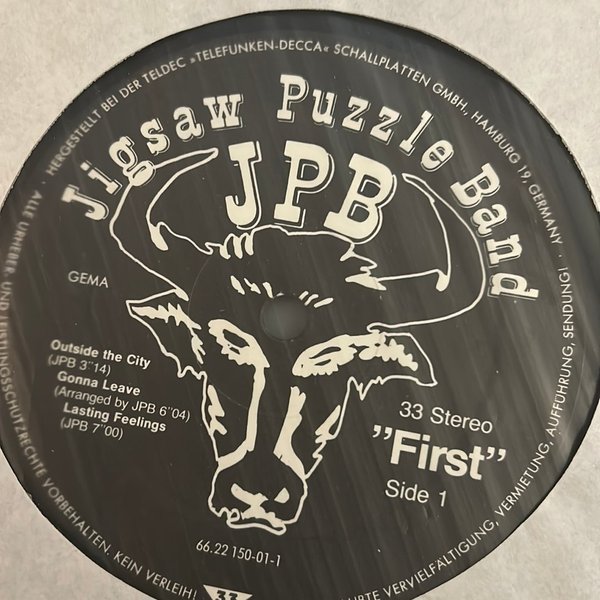 · HERGESTELLT BEI DER TELDEC »TELEFUNKEN-DECCA« SCHALLPLATTEN GMBH., HAMBURG 19, GERMANY ·
Jigsaw Puzzle Band
JPB
GEMA
Outside the City
(JPB 3"14)
Gonna Leave
(Arranged by JPB 6"04)
Lasting Feelings
(JPB 7"00)
33 Stereo
"First"
Side 1
66.22 150-01-1
33
ALLE URHEBER- UND LEISTUNGSSCHUTZRECHTE VORBEHALTEN. KEIN VERLEIH!
VERVIELFÄLTIGUNG, VERMIETUNG, AUFFÜHRUNG, SENDUNG!